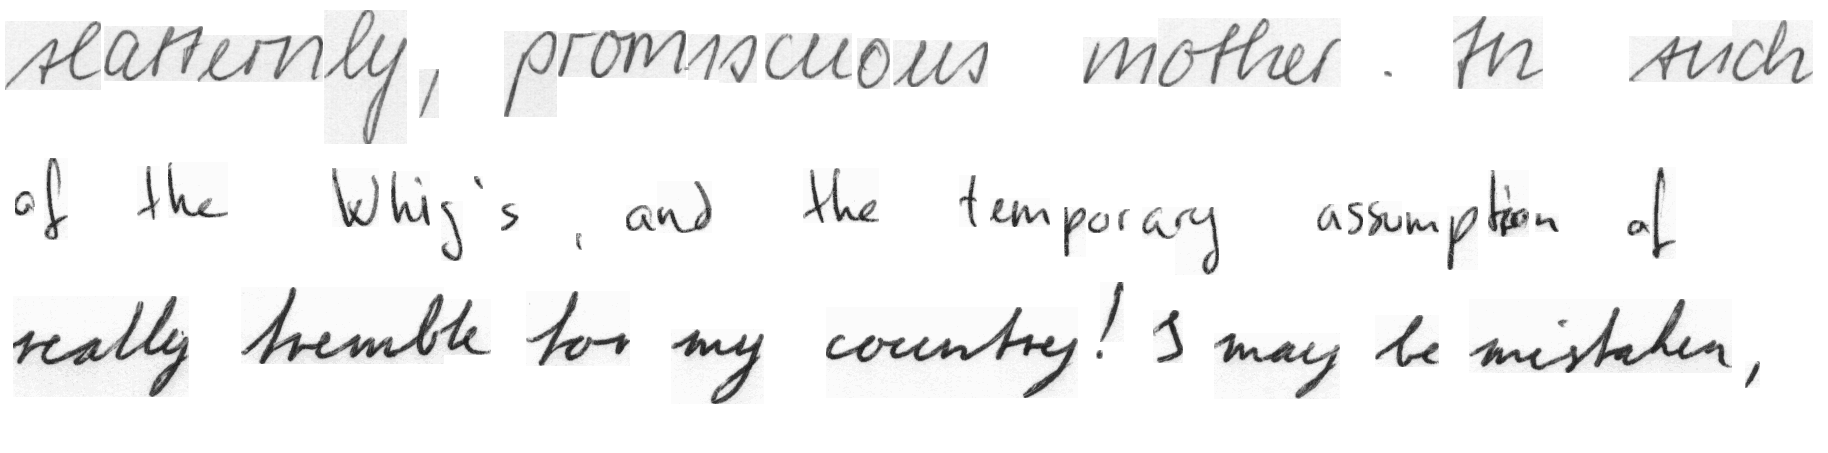 slatternly, promiscuous mother. In such
of the Whig's, and the temporary assumption of
really tremble for my country! I may be mistaken,